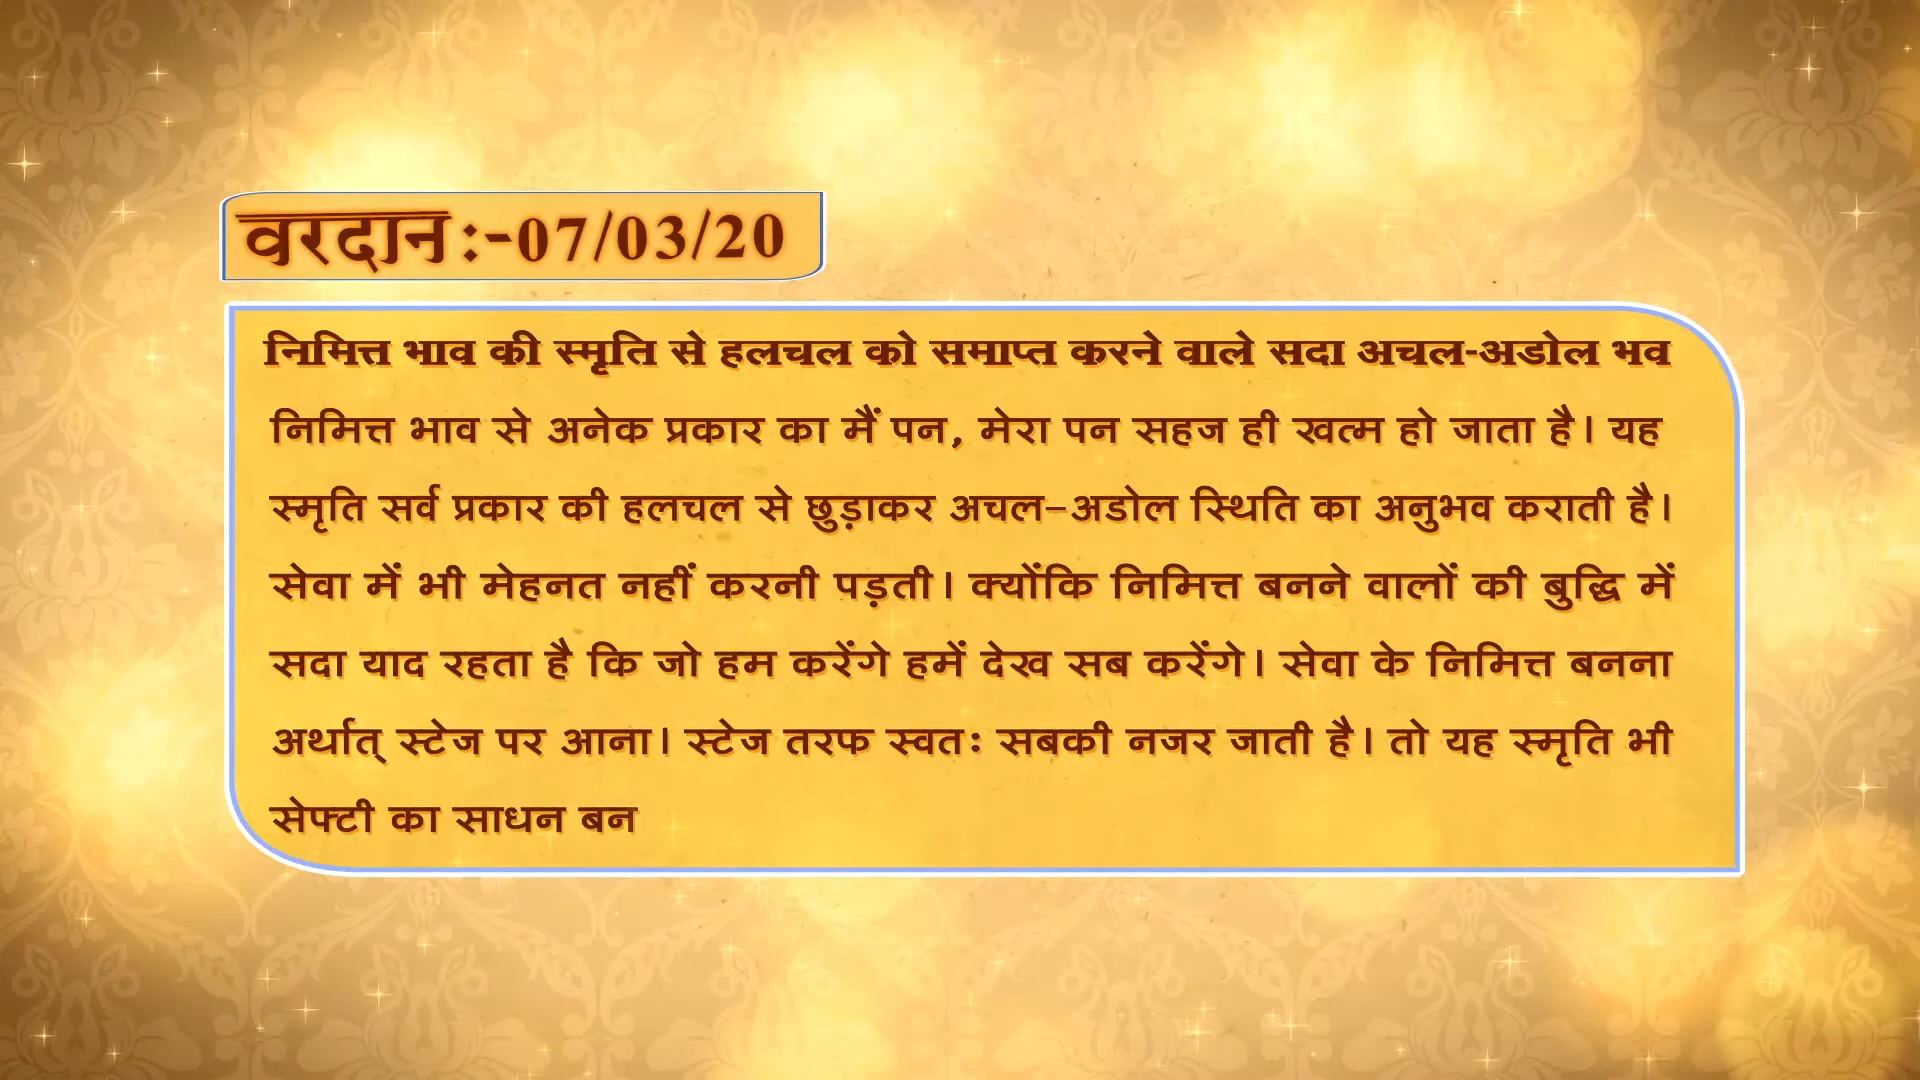 वरदान:-07/03/20
निमित्त भाव की स्मृति से हलचल को समाप्त करने वाले सदा अचल-अडोल भव
निमित्त भाव से अनेक प्रकार का मैं पन, मेरा पन सहज ही खत्म हो जाता है। यह
स्मृति सर्व प्रकार की हलचल से छुड़ाकर अचल–अडोल स्थिति का अनुभव कराती है।
सेवा में भी मेहनत नहीं करनी पड़ती। क्योंकि निमित्त बनने वालों की बुद्धि में
सदा याद रहता है कि जो हम करेंगे हमें देख सब करेंगे। सेवा के निमित्त बनना
अर्थात् स्टेज पर आना। स्टेज तरफ स्वतः सबकी नजर जाती है। तो यह स्मृति भी
सेफ्टी का साधन बन